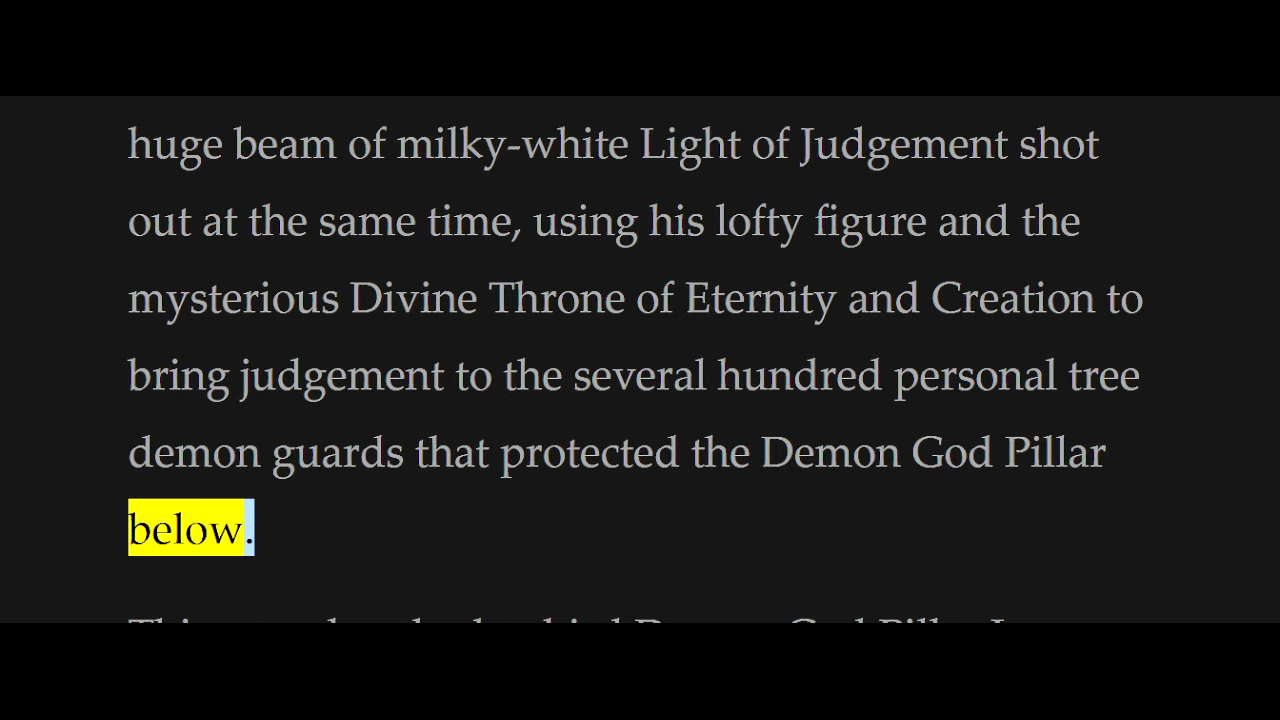 huge beam of milky-white Light of Judgement shot
out at the same time, using his lofty figure and the
mysterious Divine Throne of Eternity and Creation to
bring judgement to the several hundred personal tree
demon guards that protected the Demon God Pillar
below.